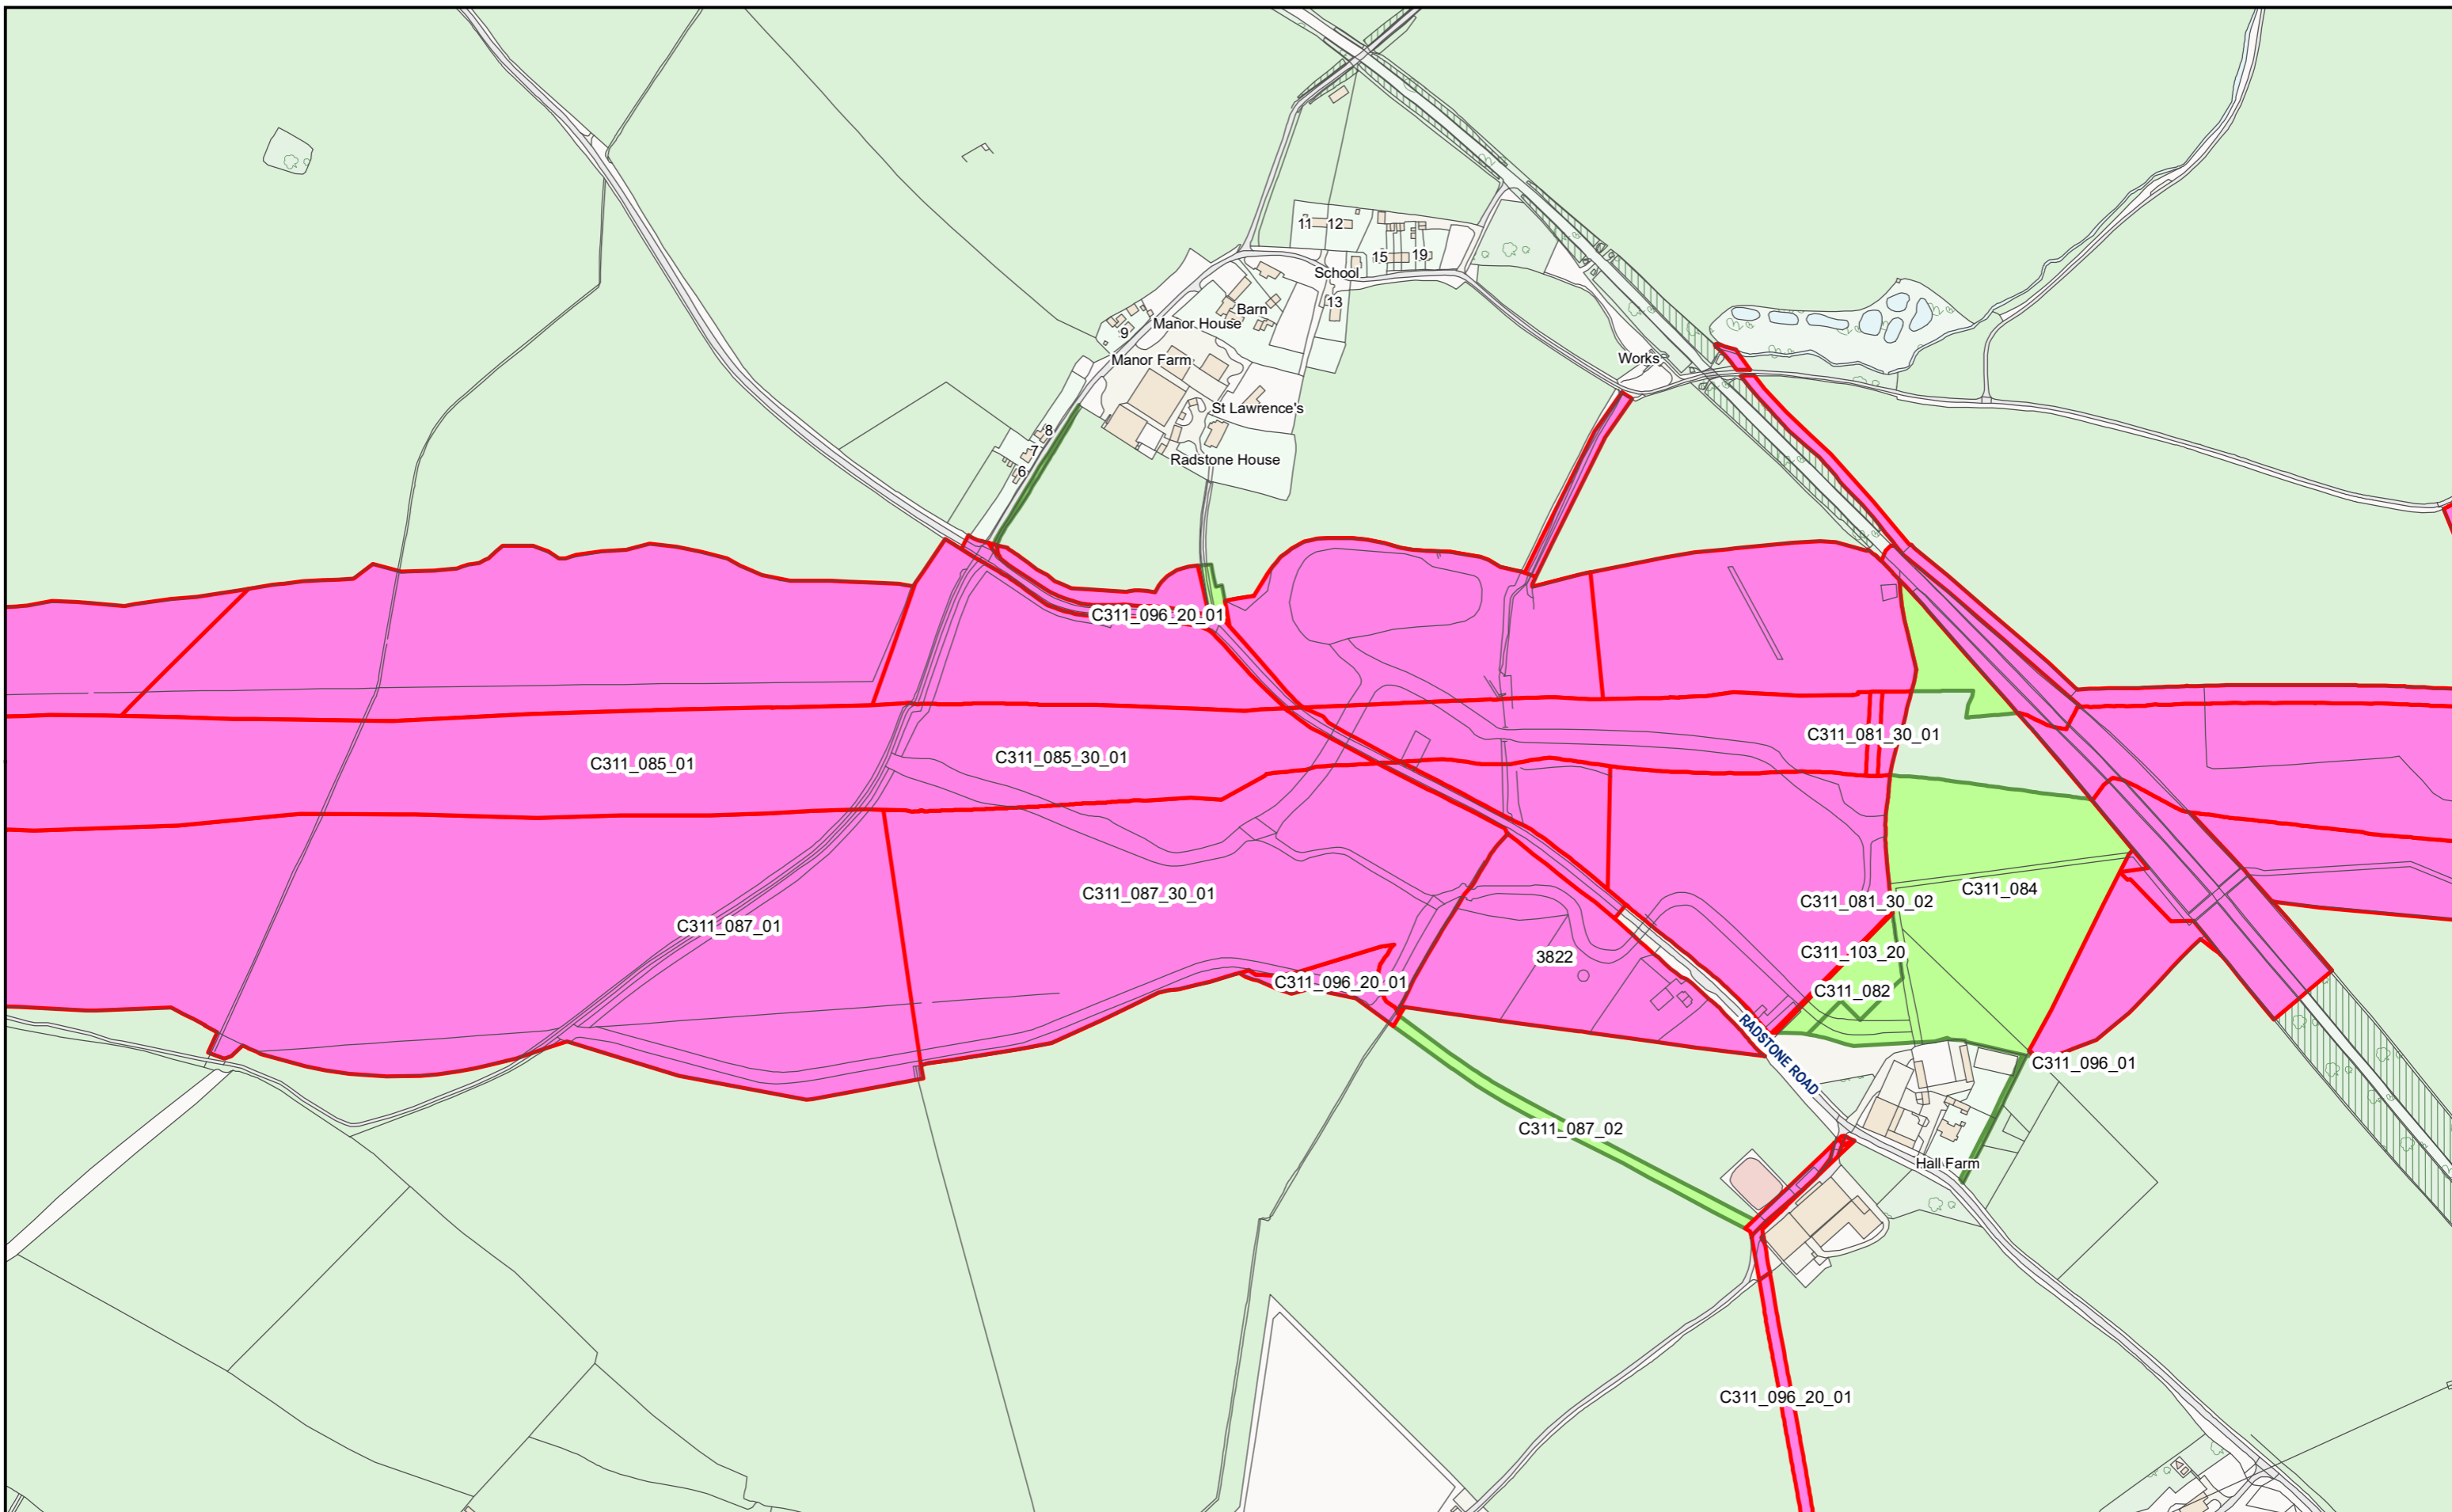 11
12
15
19
School
13
Barn
Manor House
9
Manor Farm
Works
St Lawrence's
8
7
Radstone House
6
C311_096_20_01
C311_081_30_01
C311_085_30_01
C311_085_01
C311_084
C311_087_30_01
C311_081_30_02
C311_087_01
C311_103_20
3822
C311_096_20_01
C311_082
RADSTONE ROAD
C311_096_01
C311_087_02
Hall Farm
C311_096_20_01